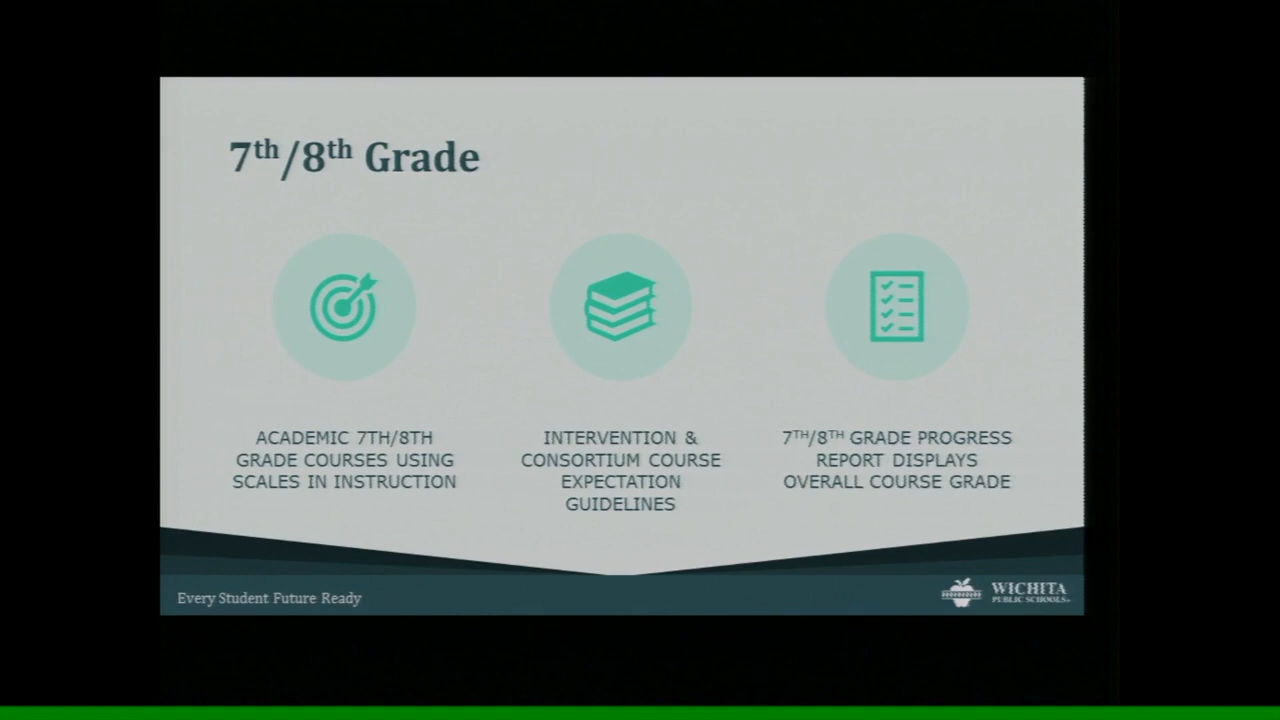 7th/8th Grade
ACADEMIC 7TH/8TH
GRADE COURSES USING
SCALES IN INSTRUCTION
INTERVENTION &
CONSORTIUM COURSE
EXPECTATION
GUIDELINES
7TH/8TH GRADE PROGRESS
REPORT DISPLAYS
OVERALL COURSE GRADE
Every Student Future Ready
WICHITA
PUBLIC SCHOOLS